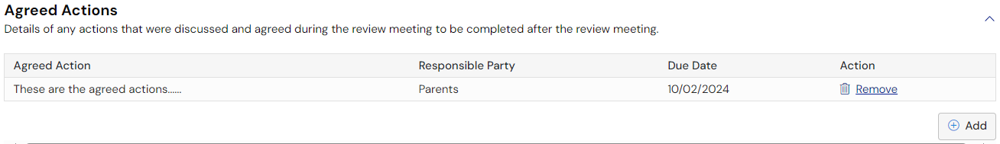 Agreed Actions
Details of any actions that were discussed and agreed during the review meeting to be completed after the review meeting.
Agreed Action Responsible Party Due Date Action
These are the agreed actions...... Parents 10/02/2024 Remove
Add